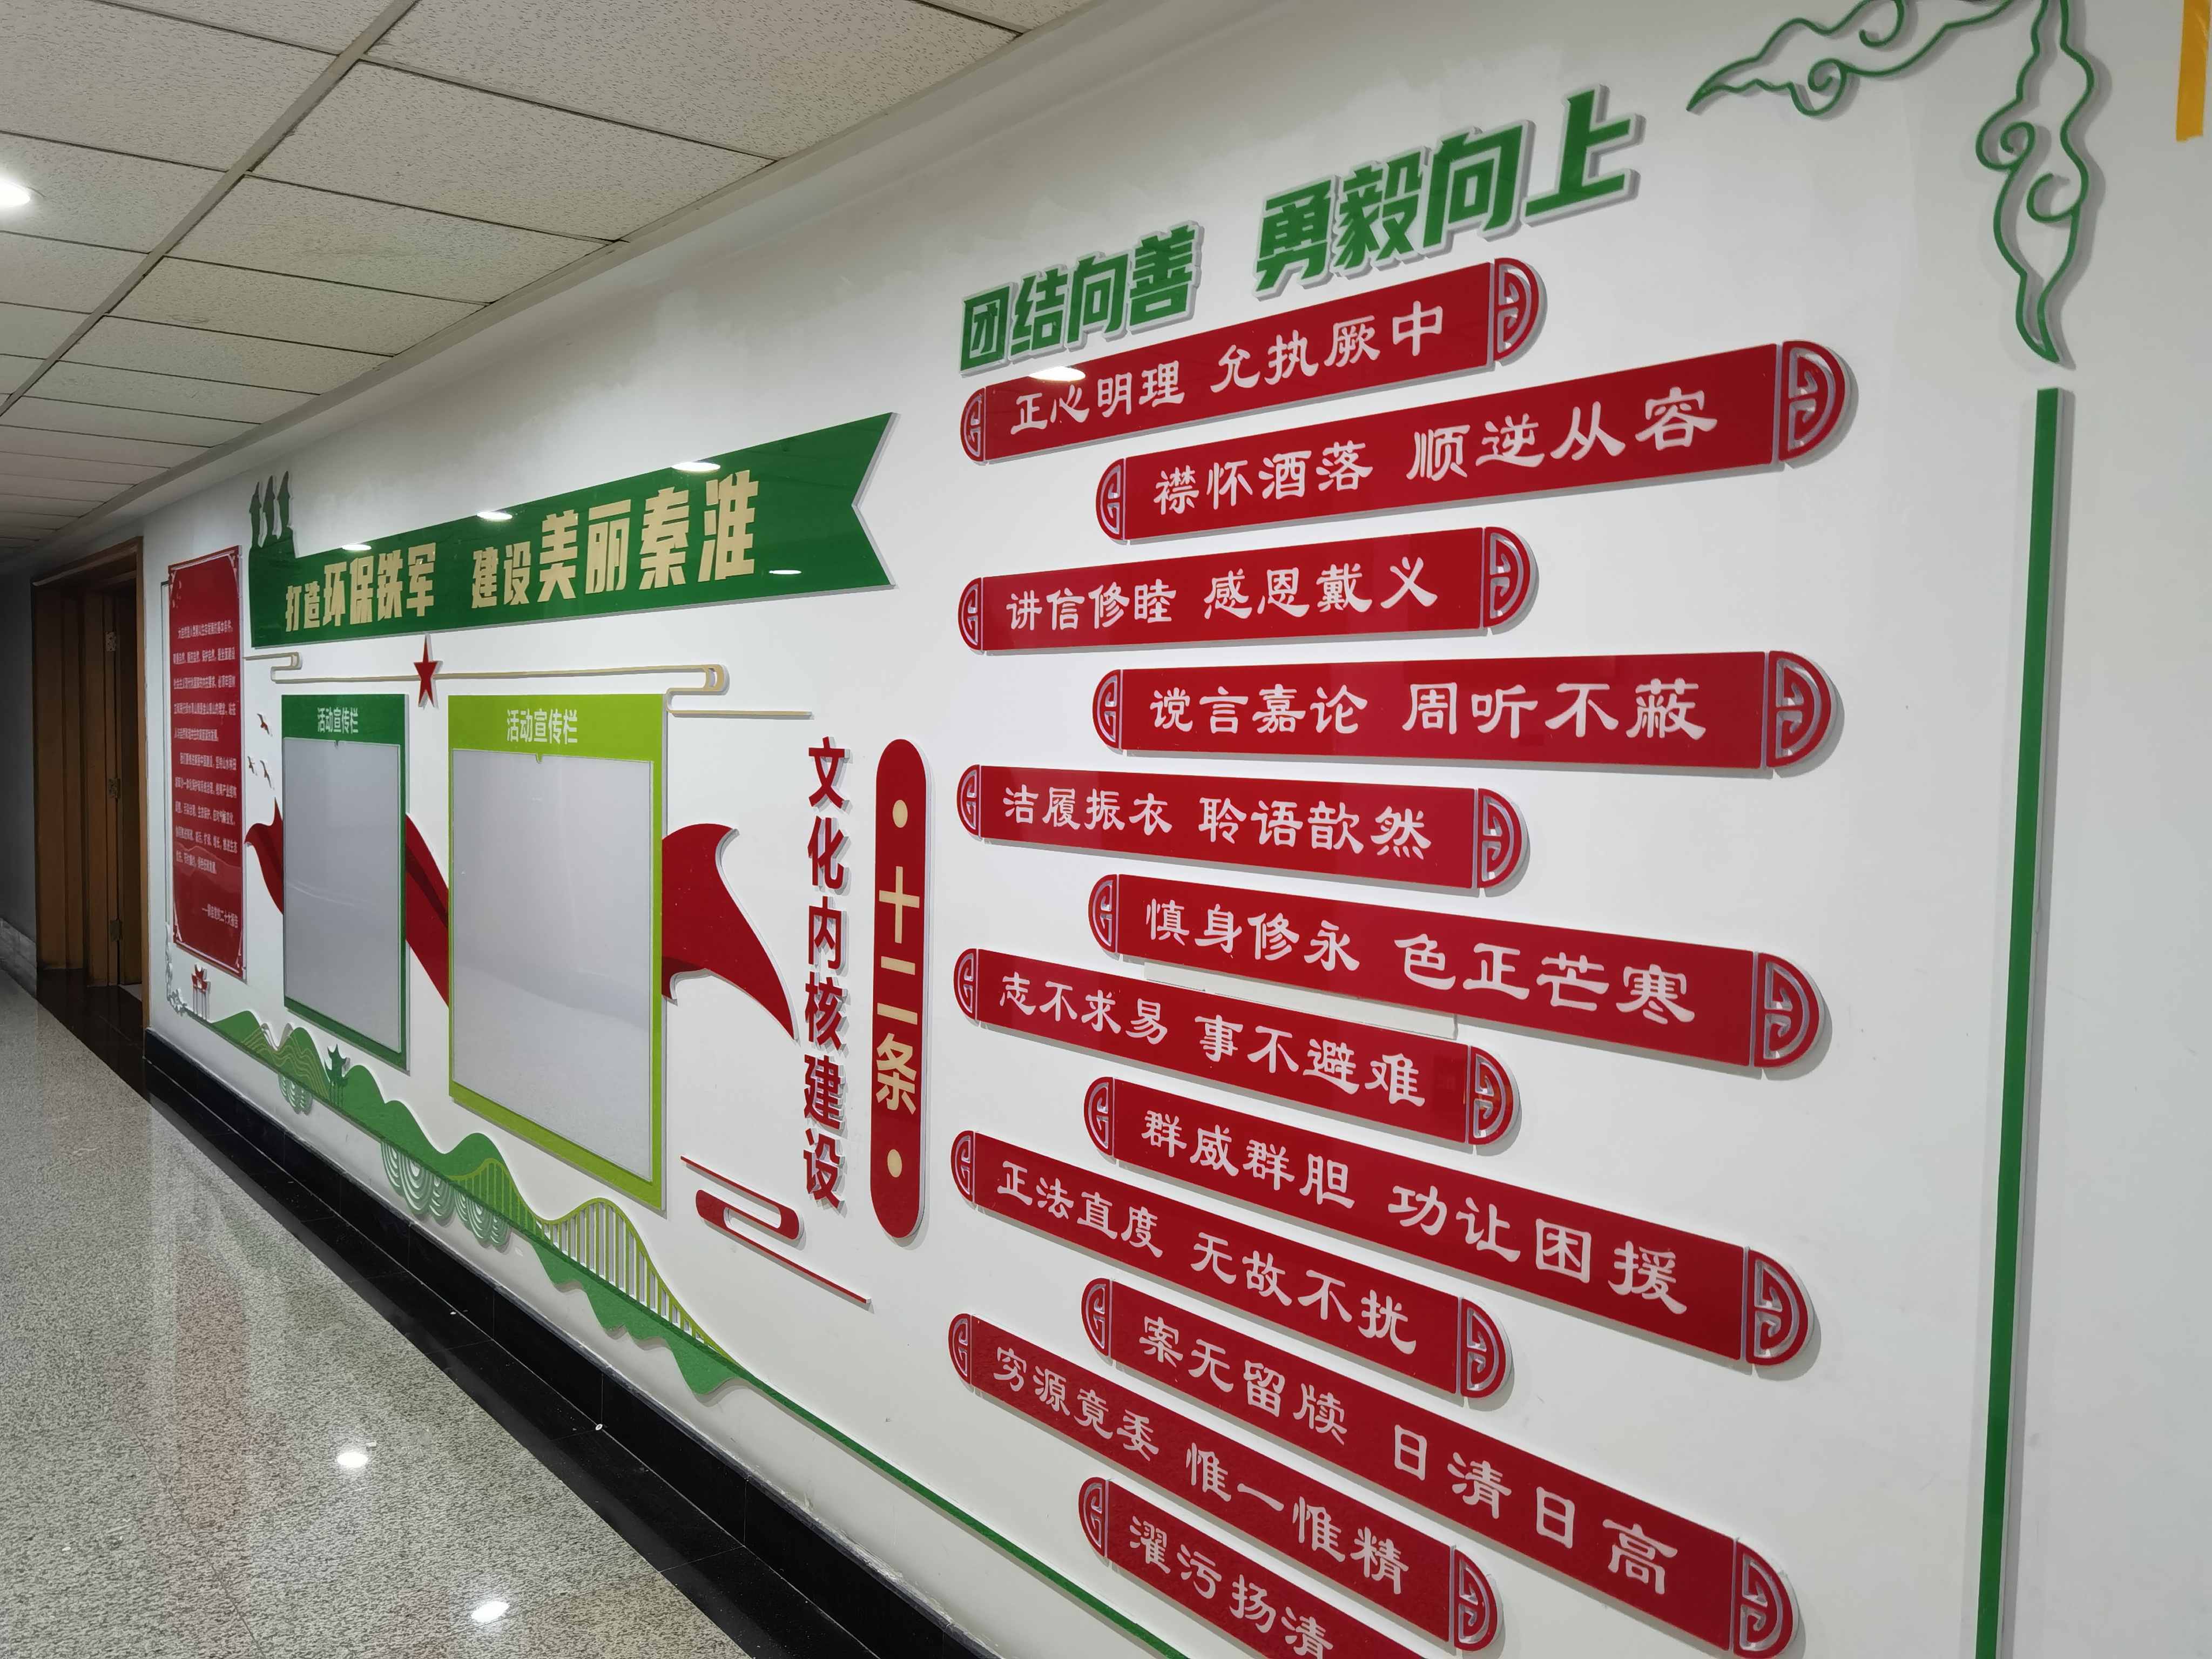 打造环保铁军 建设美丽秦淮
活动宣传栏
活动宣传栏
文化内核建设
十二条
团结向善 勇毅向上
正心明理 允执厥中
襟怀洒落 顺逆从容
讲信修睦 感恩戴义
谠言嘉论 周听不蔽
洁履振衣 聆语歆然
慎身修永 色正芒寒
志不求易 事不避难
群威群胆 功让困援
正法直度 无故不扰
案无留牍 日清日高
穷源竟委 惟一惟精
濯污扬清